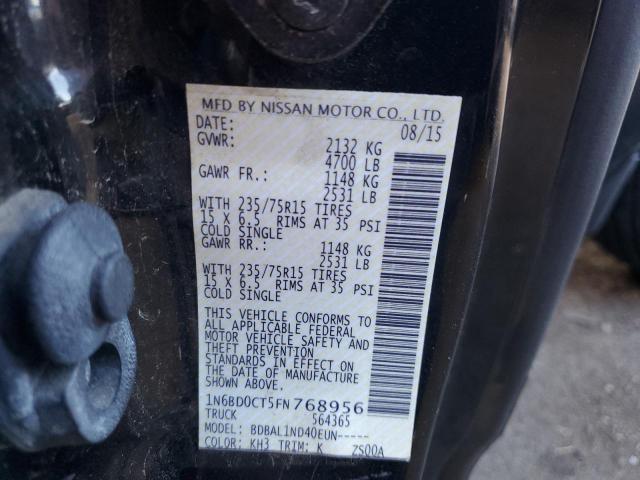 MFD BY NISSAN MOTOR CO., LTD.
DATE: 08/15
GVWR: 2132 KG
4700 LB
GAWR FR.: 1148 KG
2531 LB
WITH 235/75R15 TIRES
15 X 6.5 RIMS AT 35 PSI
COLD SINGLE
GAWR RR.: 1148 KG
2531 LB
WITH 235/75R15 TIRES
15 X 6.5 RIMS AT 35 PSI
COLD SINGLE
THIS VEHICLE CONFORMS TO
ALL APPLICABLE FEDERAL
MOTOR VEHICLE SAFETY AND
THEFT PREVENTION
STANDARDS IN EFFECT ON
THE DATE OF MANUFACTURE
SHOWN ABOVE.
1N6BD0CT5FN768956
TRUCK 564365
MODEL: BDBAL1ND40EUN-----
COLOR: KH3 TRIM: K ZS00A